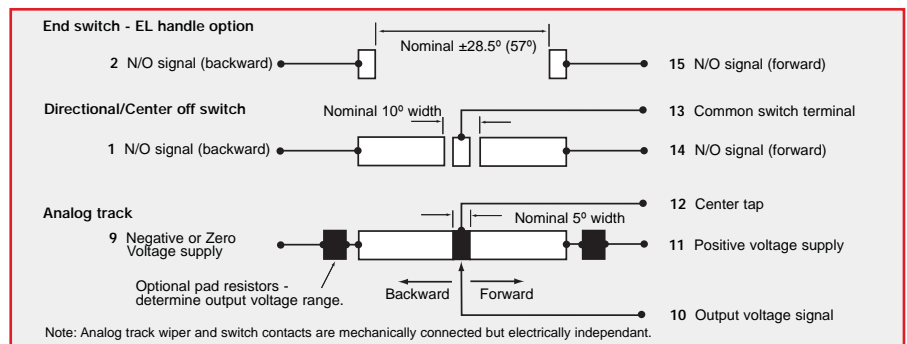 End switch - EL handle option
Nominal ±28.5º (57º)
2 N/O signal (backward)
15 N/O signal (forward)
Directional/Center off switch
Nominal 10º width
13 Common switch terminal
1 N/O signal (backward)
14 N/O signal (forward)
Analog track
12 Center tap
Nominal 5º width
9 Negative or Zero
Voltage supply
11 Positive voltage supply
Optional pad resistors -
determine output voltage range.
Backward
Forward
10 Output voltage signal
Note: Analog track wiper and switch contacts are mechanically connected but electrically independant.